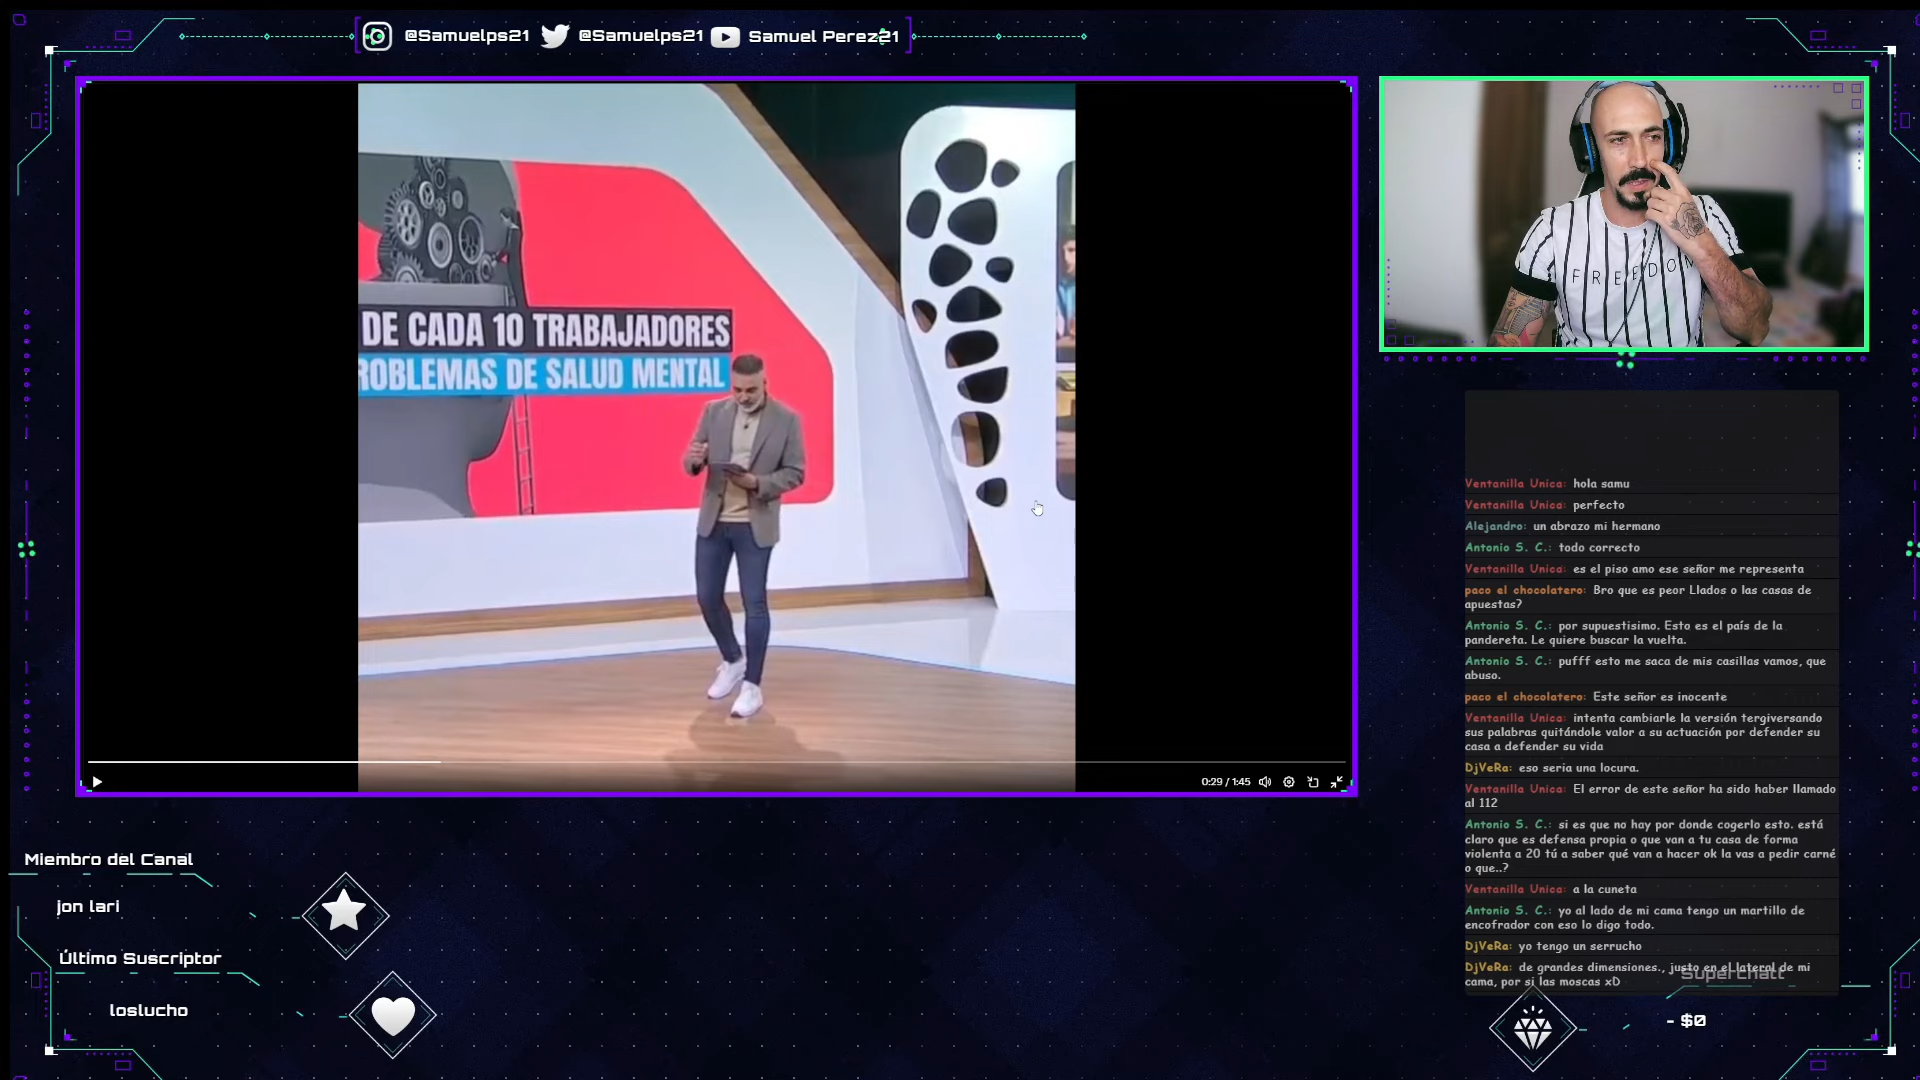 @Samuelps21 @Samuelps21 Samuel Perez21
DE CADA 10 TRABAJADORES
ROBLEMAS DE SALUD MENTAL
0:29 / 1:45
FREEDOM
Ventanilla Unica: hola samu
Ventanilla Unica: perfecto
Alejandro: un abrazo mi hermano
Antonio S. C.: todo correcto
Ventanilla Unica: es el piso amo ese señor me representa
paco el chocolatero: Bro que es peor Llados o las casas de
apuestas?
Antonio S. C.: por supuestisimo. Esto es el país de la
pandereta. Le quiere buscar la vuelta.
Antonio S. C.: pufff esto me saca de mis casillas vamos, que
abuso.
paco el chocolatero: Este señor es inocente
Ventanilla Unica: intenta cambiarle la versión tergiversando
sus palabras quitándole valor a su actuación por defender su
casa a defender su vida
DjVeRa: eso seria una locura.
Ventanilla Unica: El error de este señor ha sido haber llamado
al 112
Antonio S. C.: si es que no hay por donde cogerlo esto. está
claro que es defensa propia o que van a tu casa de forma
violenta a 20 tú a saber qué van a hacer ok la vas a pedir carné
o que..?
Ventanilla Unica: a la cuneta
Antonio S. C.: yo al lado de mi cama tengo un martillo de
encofrador con eso lo digo todo.
DjVeRa: yo tengo un serrucho
DjVeRa: de grandes dimensiones., justo en el lateral de mi
cama, por si las moscas xD
SuperChatt
- $0
Miembro del Canal
jon lari
Último Suscriptor
loslucho